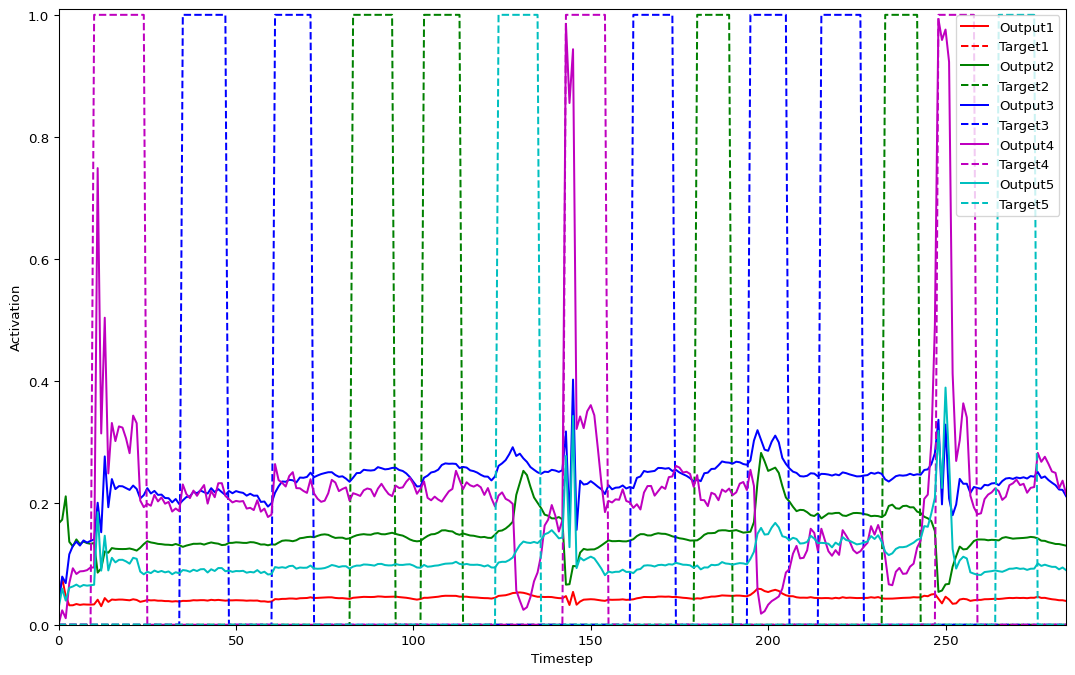 1.0
0.8
0.6
0.4
0.2
0.0
Activation
0
50
100
150
200
250
Timestep
Output1
Target1
Output2
Target2
Output3
Target3
Output4
Target4
Output5
Target5